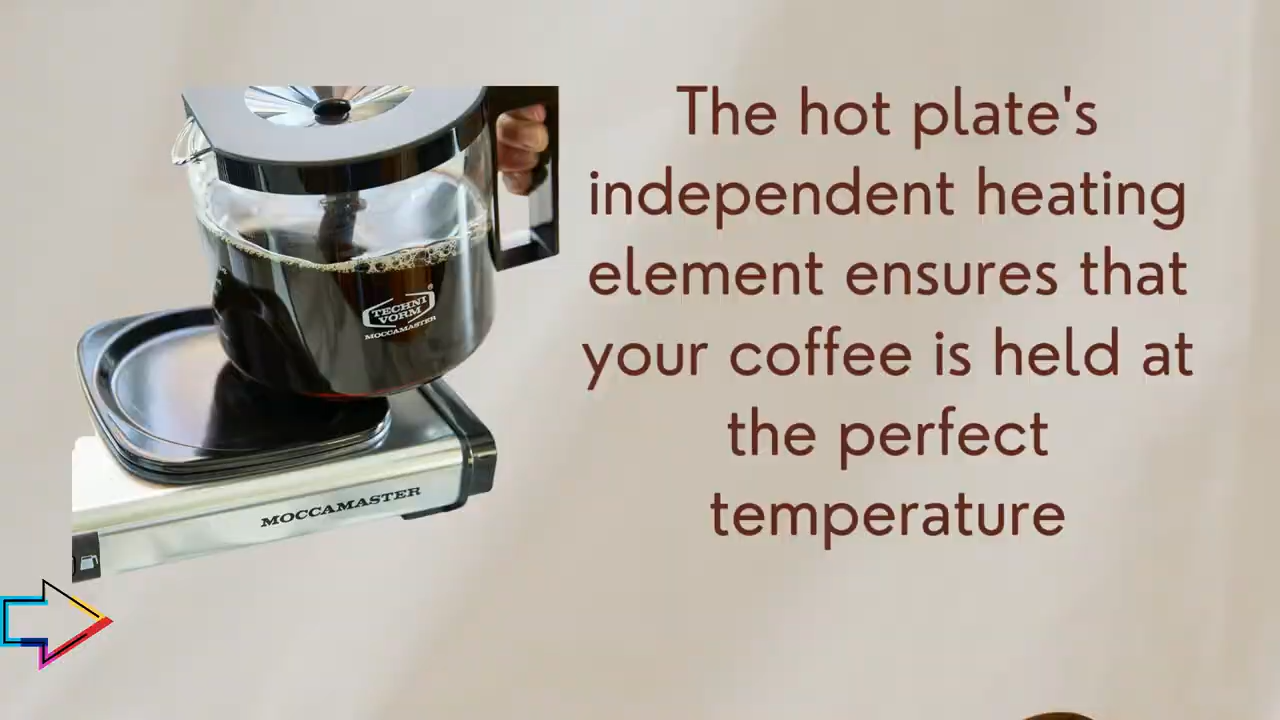 The hot plate's
independent heating
element ensures that
your coffee is held at
the perfect
temperature
TECHNI
VORM
®
MOCCAMASTER
MOCCAMASTER